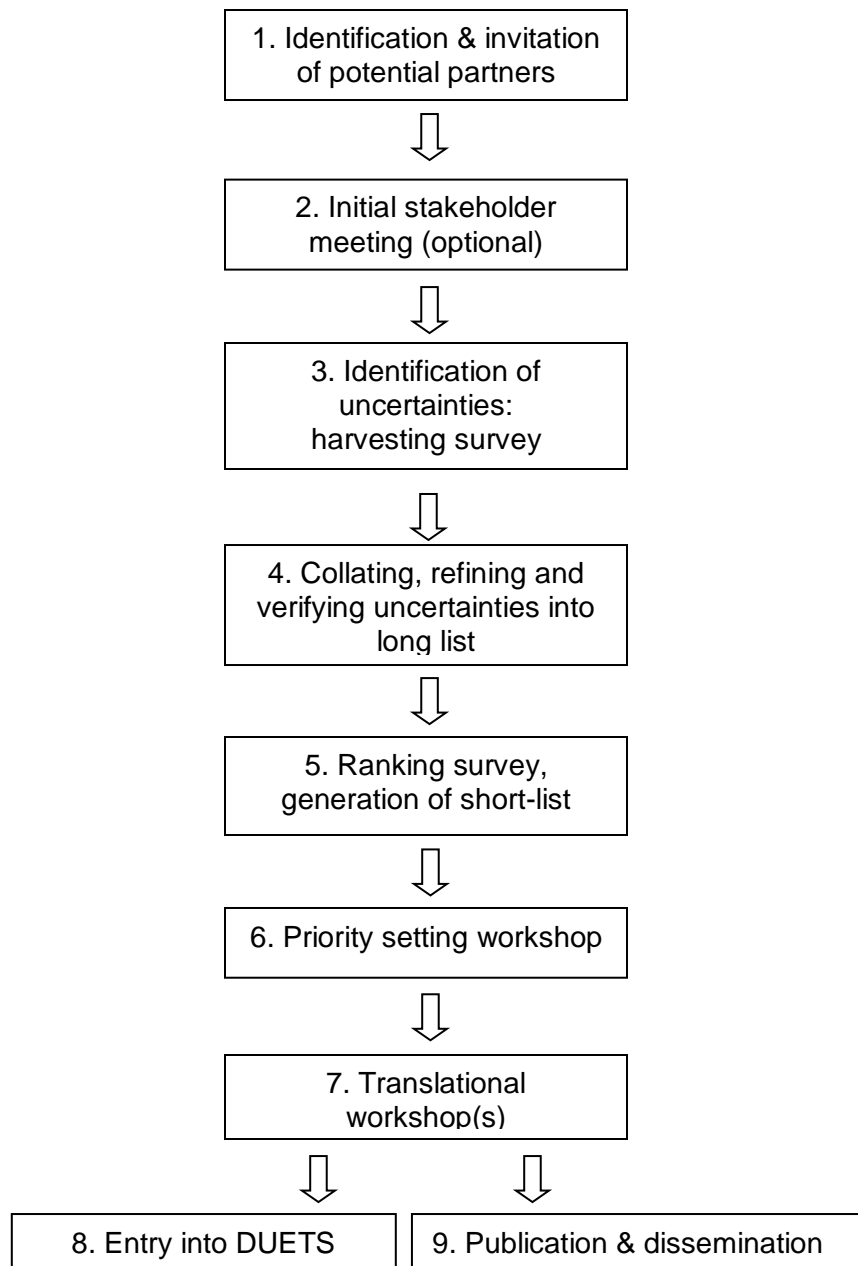 1. Identification & invitation
of potential partners
2. Initial stakeholder
meeting (optional)
3. Identification of
uncertainties:
harvesting survey
4. Collating, refining and
verifying uncertainties into
long list
5. Ranking survey,
generation of short-list
6. Priority setting workshop
7. Translational
workshop(s)
8. Entry into DUETS
9. Publication & dissemination